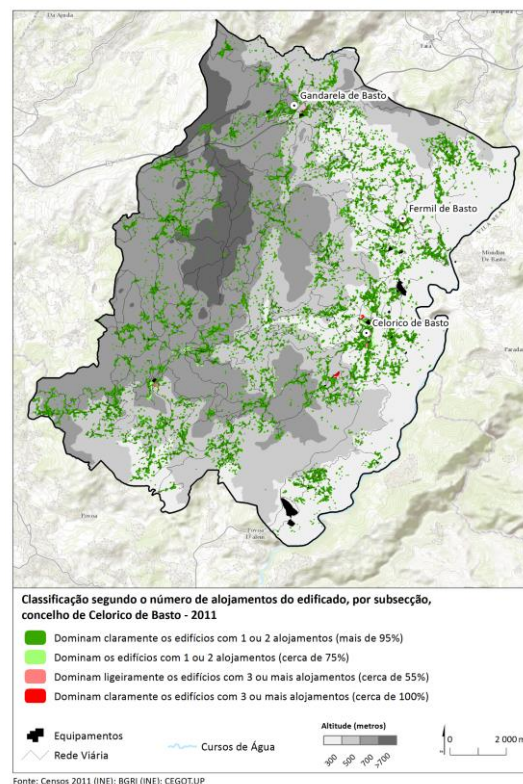 Gandarela de Basto
Fermil de Basto
VILA REAL
Celorico de Basto
Classificação segundo o número de alojamentos do edificado, por subsecção,
concelho de Celorico de Basto - 2011
Dominam claramente os edifícios com 1 ou 2 alojamentos (mais de 95%)
Dominam os edifícios com 1 ou 2 alojamentos (cerca de 75%)
Dominam ligeiramente os edifícios com 3 ou mais alojamentos (cerca de 55%)
Dominam claramente os edifícios com 3 ou mais alojamentos (cerca de 100%)
Equipamentos
Rede Viária
Cursos de Água
Altitude (metros)
300 500 700 >700
0 2 000 m
Fonte: Censos 2011 (INE); BGRI (INE); CEGOT.UP